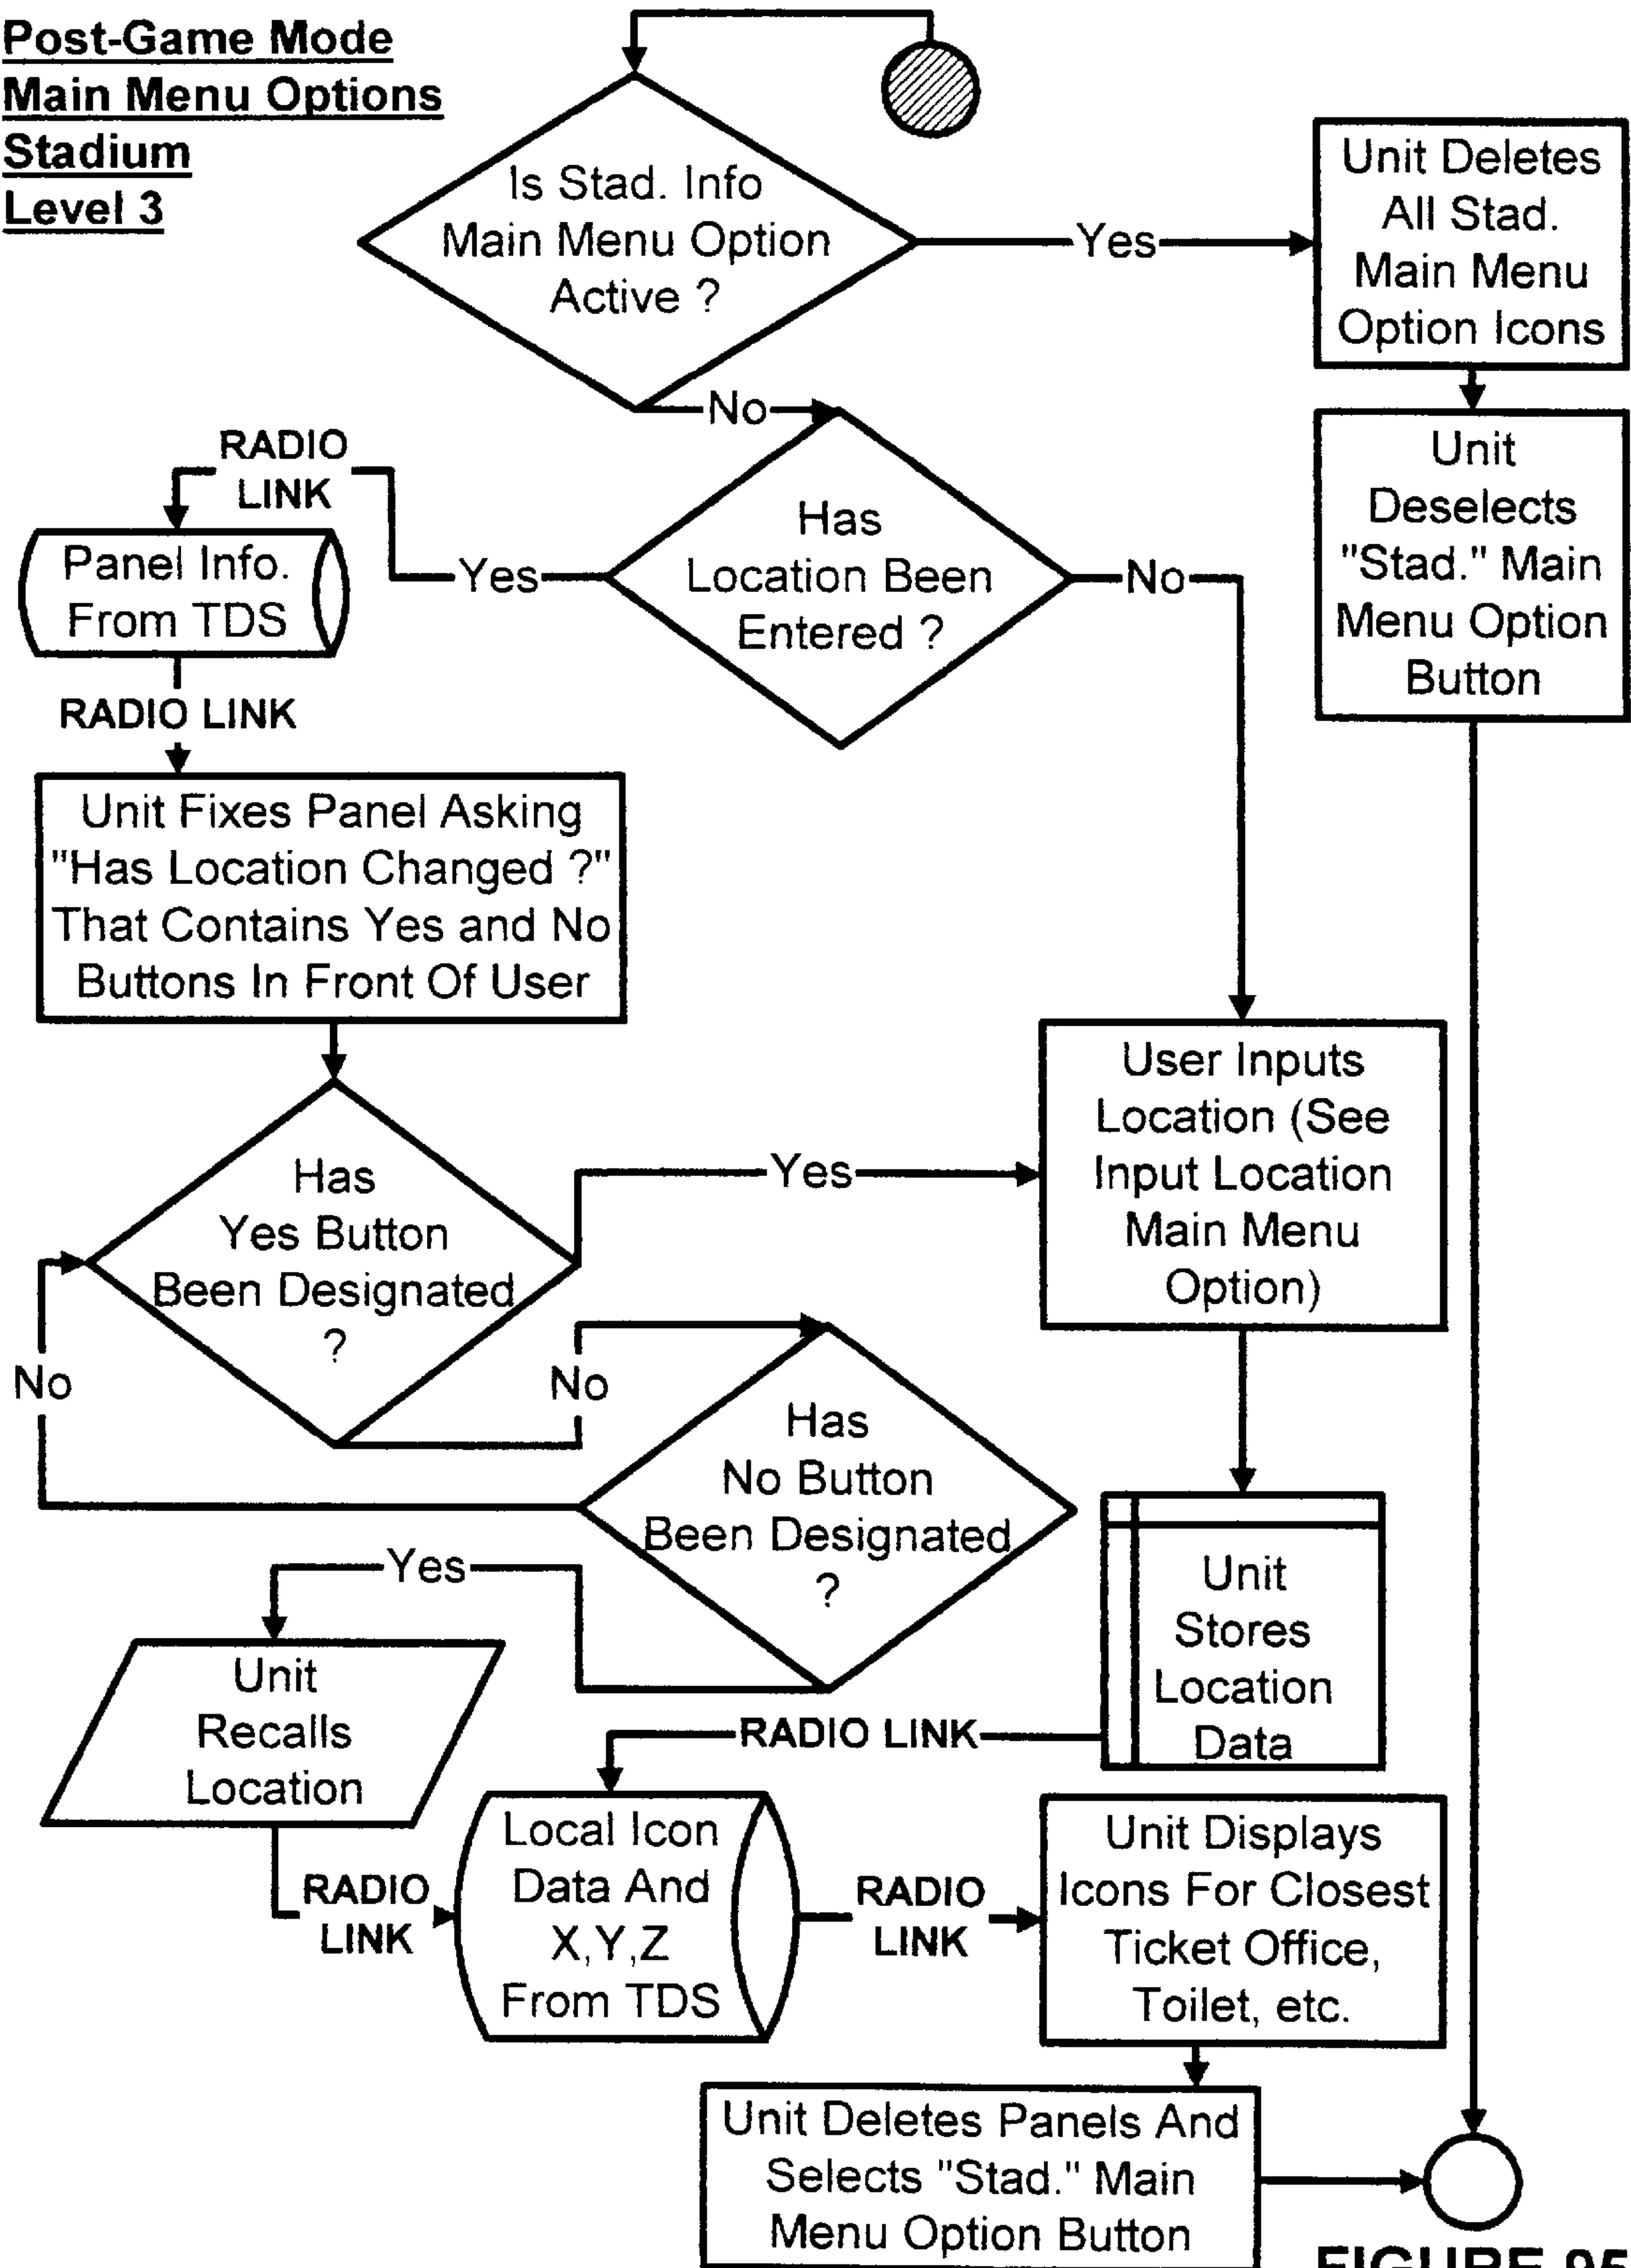 Post-Game Mode
Main Menu Options
Stadium
Level 3
Is Stad. Info
Main Menu Option
Active ?
Yes
Unit Deletes
All Stad.
Main Menu
Option Icons
No
Unit
Deselects
"Stad." Main
Menu Option
Button
RADIO
LINK
Has
Location Been
Entered ?
Yes
No
Panel Info.
From TDS
RADIO LINK
Unit Fixes Panel Asking
"Has Location Changed ?"
That Contains Yes and No
Buttons In Front Of User
Has
Yes Button
Been Designated
?
Yes
User Inputs
Location (See
Input Location
Main Menu
Option)
No
No
Has
No Button
Been Designated
?
Yes
Unit
Stores
Location
Data
Unit
Recalls
Location
RADIO LINK
RADIO
LINK
Local Icon
Data And
X,Y,Z
From TDS
RADIO
LINK
Unit Displays
Icons For Closest
Ticket Office,
Toilet, etc.
Unit Deletes Panels And
Selects "Stad." Main
Menu Option Button
FIGURE 95